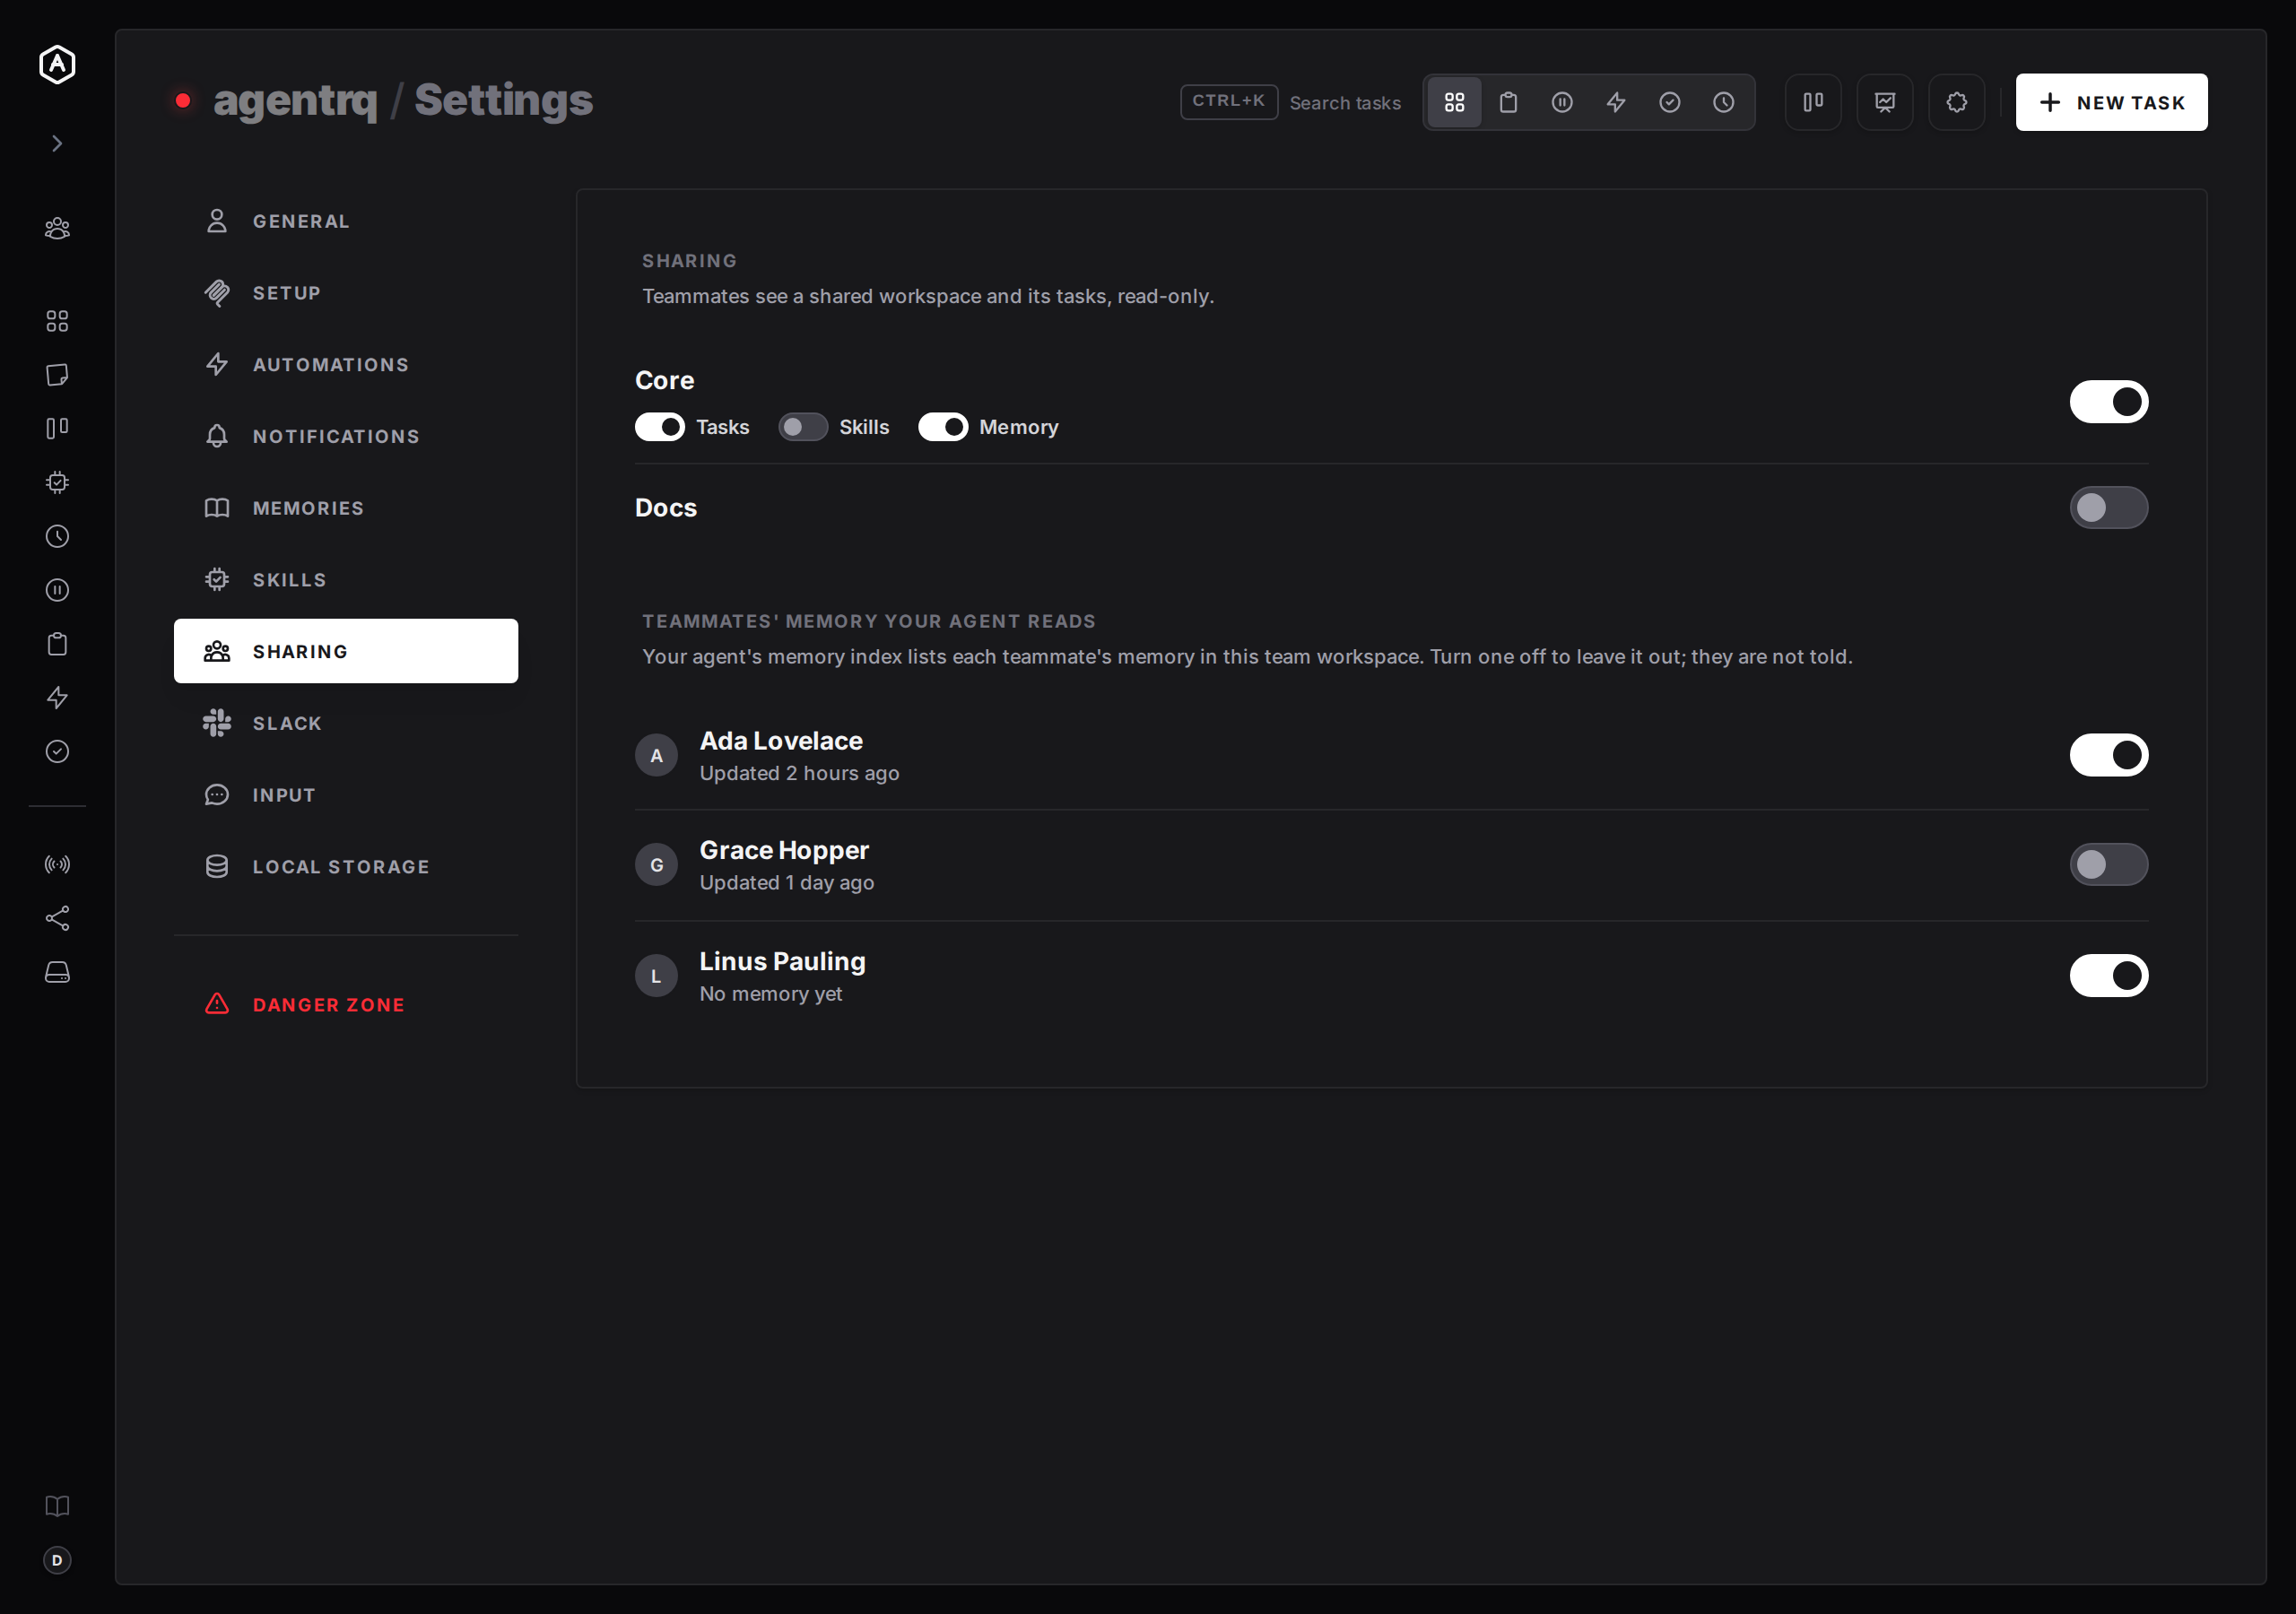 agentrq / Settings
CTRL+K Search tasks
NEW TASK
GENERAL
SETUP
AUTOMATIONS
NOTIFICATIONS
MEMORIES
SKILLS
SHARING
SLACK
INPUT
LOCAL STORAGE
DANGER ZONE
SHARING
Teammates see a shared workspace and its tasks, read-only.
Core
Tasks Skills Memory
Docs
TEAMMATES' MEMORY YOUR AGENT READS
Your agent's memory index lists each teammate's memory in this team workspace. Turn one off to leave it out; they are not told.
A
Ada Lovelace
Updated 2 hours ago
G
Grace Hopper
Updated 1 day ago
L
Linus Pauling
No memory yet
D